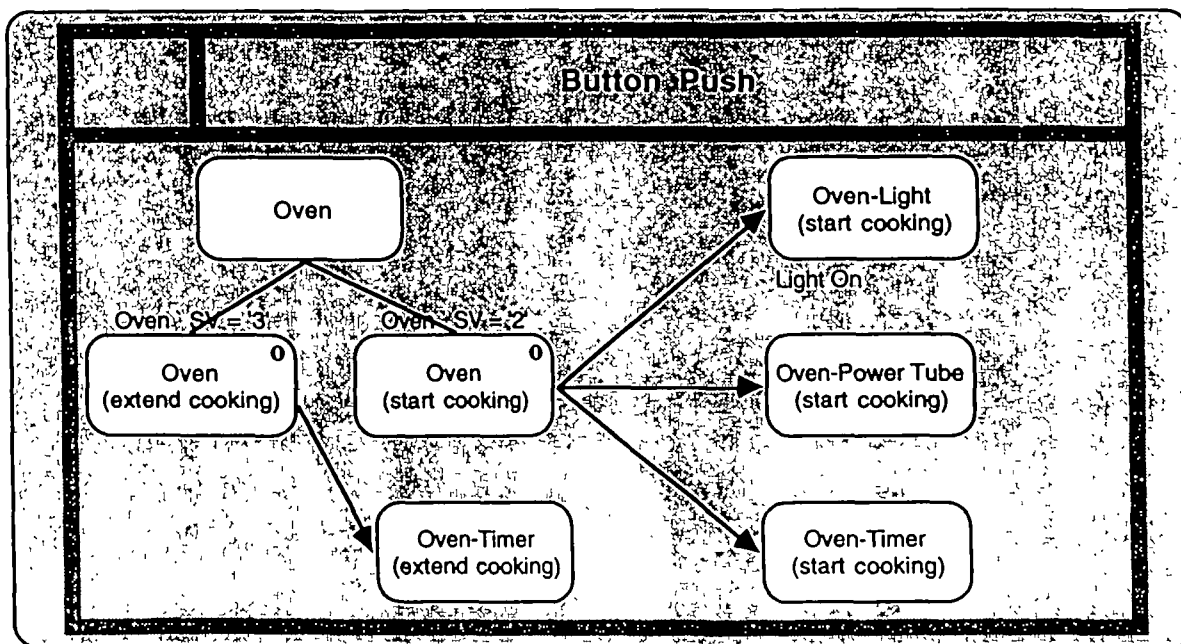 Button Push
Oven
Oven-Light
(start cooking)
Light On
Oven SV = 3
Oven SV = 2
0
Oven
(extend cooking)
0
Oven
(start cooking)
Oven-Power Tube
(start cooking)
Oven-Timer
(extend cooking)
Oven-Timer
(start cooking)